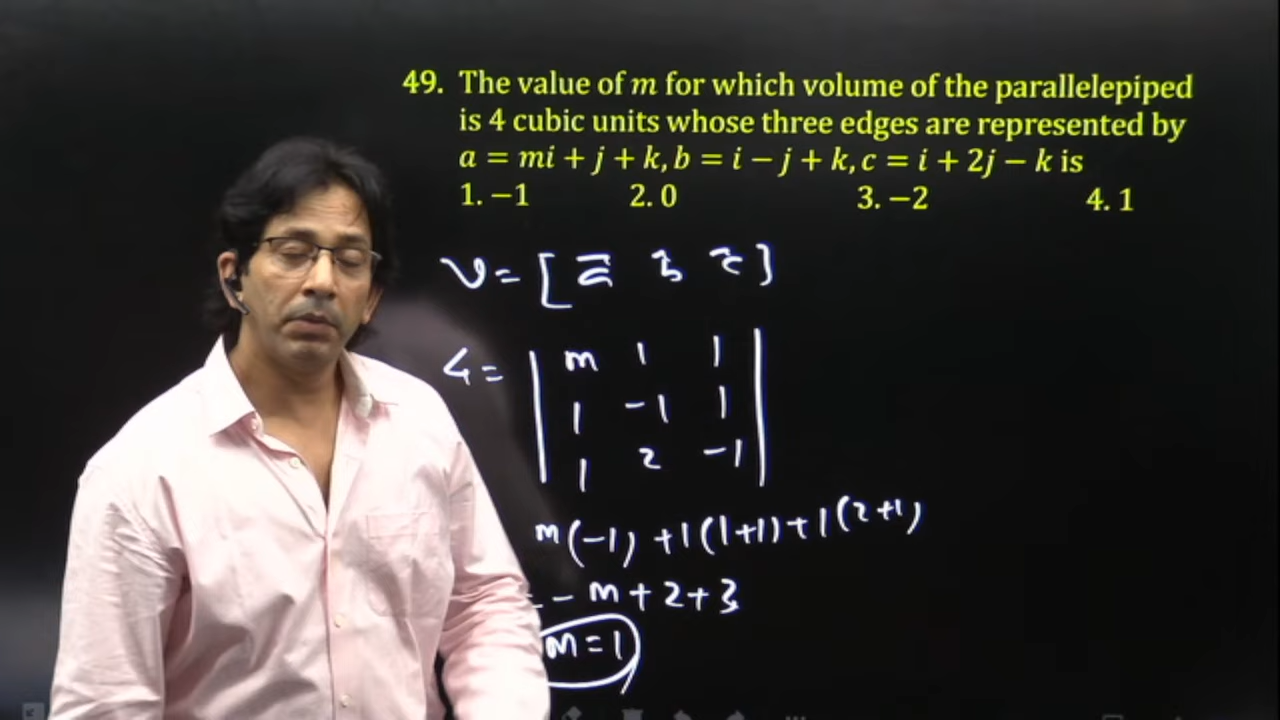 49. The value of m for which volume of the parallelepiped
is 4 cubic units whose three edges are represented by
a = mi + j + k, b = i − j + k, c = i + 2j − k is
1. −1 2. 0 3. −2 4. 1
V = [a̅ b̅ c̅]
4 = | m 1 1 |
| 1 −1 1 |
| 1 2 −1 |
m(−1) + 1(1+1) + 1(2+1)
= − m + 2 + 3
m = 1